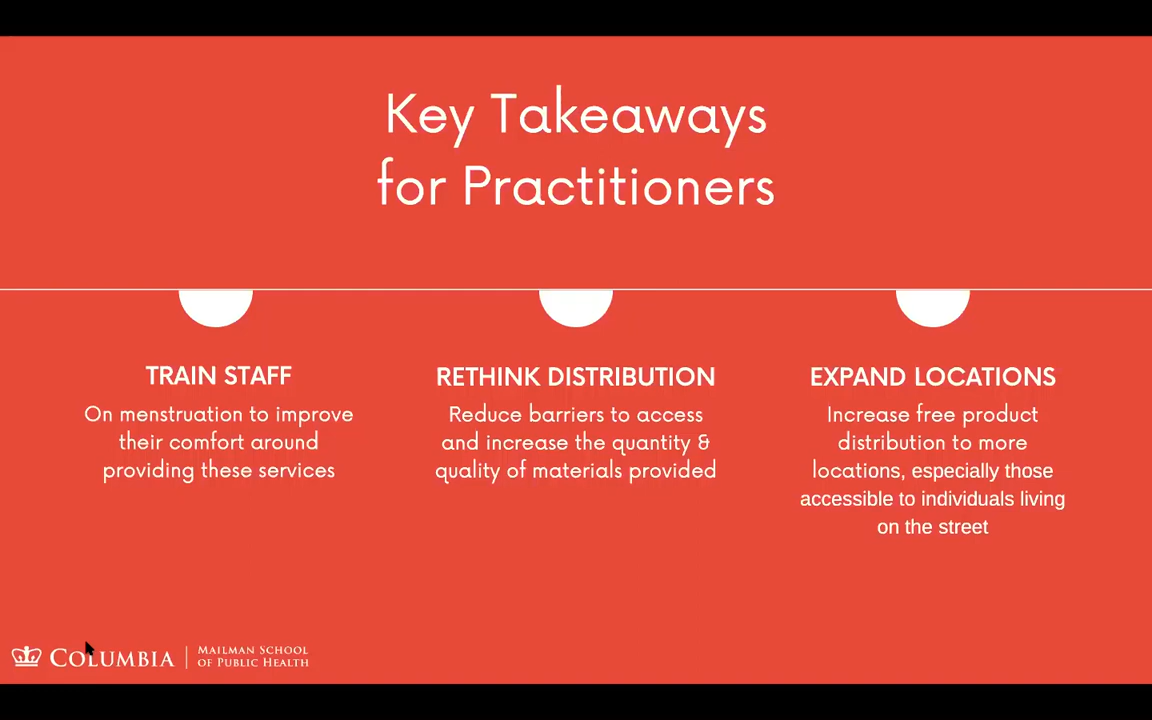 Key Takeaways
for Practitioners
TRAIN STAFF
On menstruation to improve
their comfort around
providing these services
RETHINK DISTRIBUTION
Reduce barriers to access
and increase the quantity &
quality of materials provided
EXPAND LOCATIONS
Increase free product
distribution to more
locations, especially those
accessible to individuals living
on the street
COLUMBIA
MAILMAN SCHOOL
OF PUBLIC HEALTH